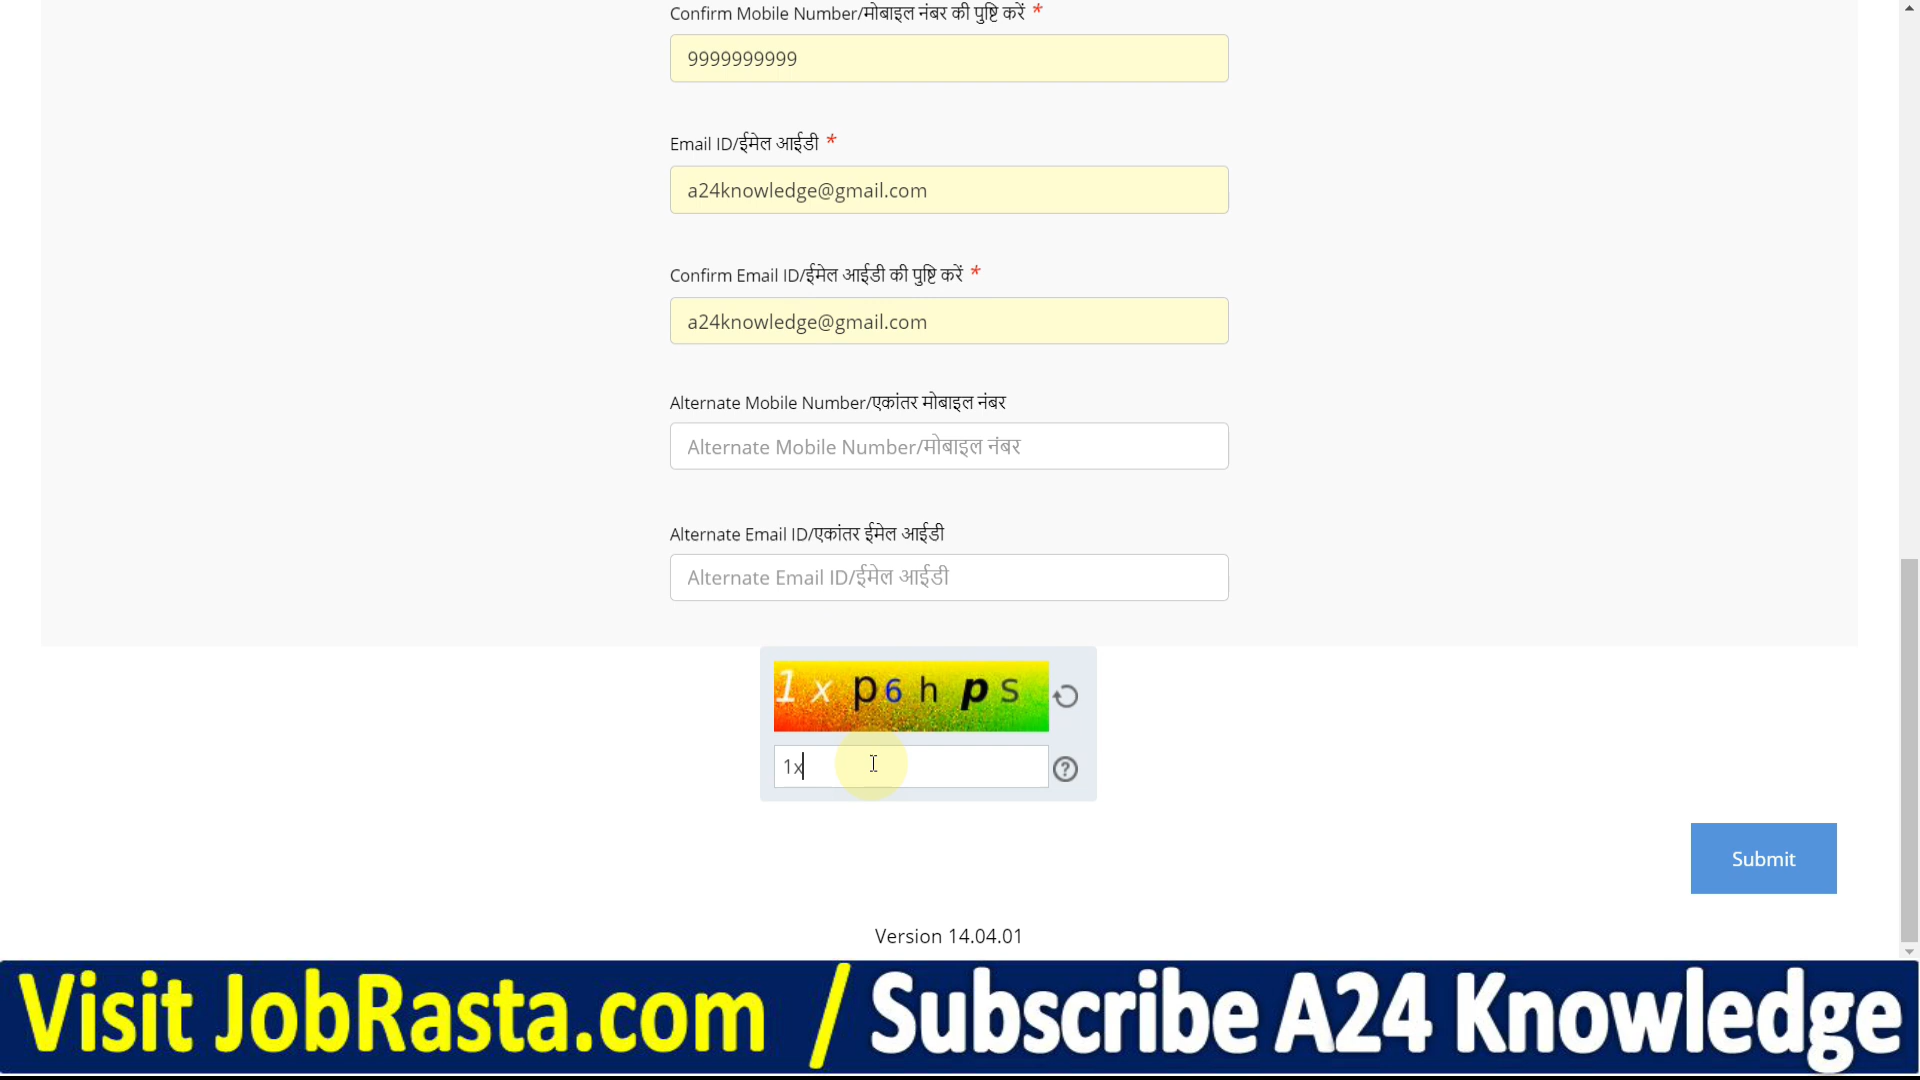 Confirm Mobile Number/मोबाइल नंबर की पुष्टि करें *
9999999999
Email ID/ईमेल आईडी *
a24knowledge@gmail.com
Confirm Email ID/ईमेल आईडी की पुष्टि करें *
a24knowledge@gmail.com
Alternate Mobile Number/एकांतर मोबाइल नंबर
Alternate Mobile Number/मोबाइल नंबर
Alternate Email ID/एकांतर ईमेल आईडी
Alternate Email ID/ईमेल आईडी
1 x p 6 h p s
1x
Submit
Version 14.04.01
Visit JobRasta.com / Subscribe A24 Knowledge